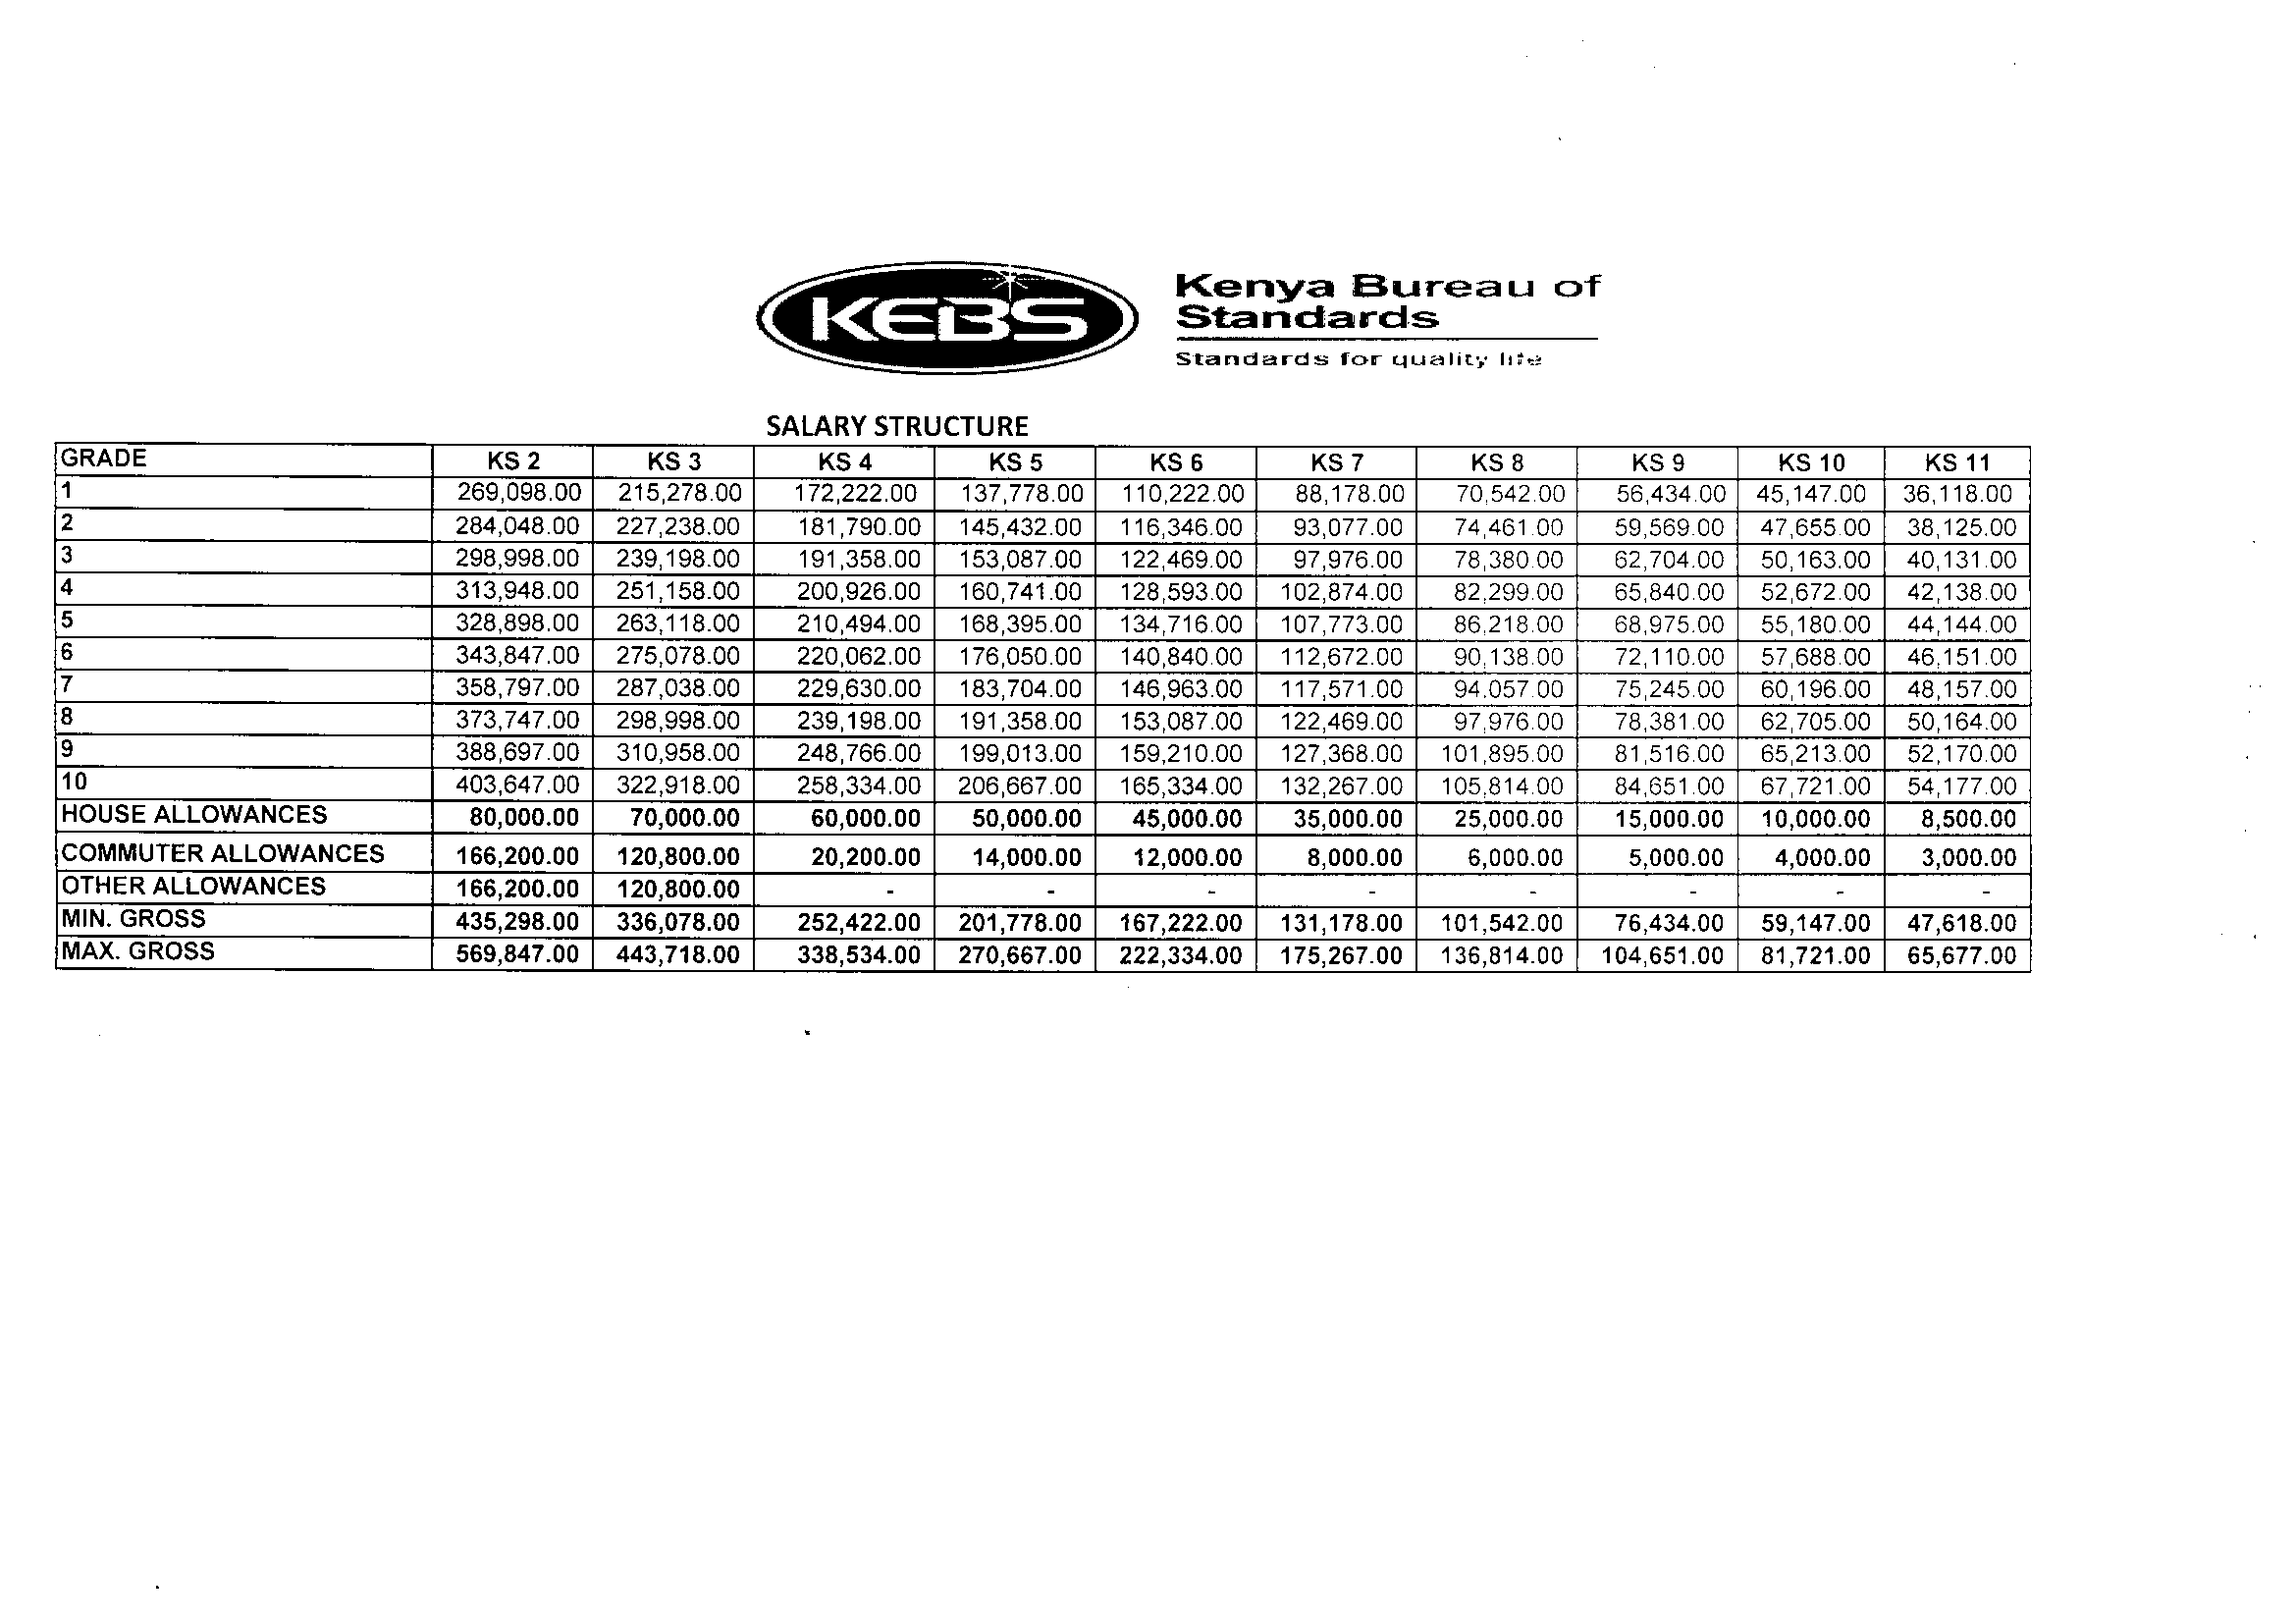 KEBS
Kenya Bureau of
Standards
Standards for quality life
SALARY STRUCTURE
GRADE KS 2 KS 3 KS 4 KS 5 KS 6 KS 7 KS 8 KS 9 KS 10 KS 11
1 269,098.00 215,278.00 172,222.00 137,778.00 110,222.00 88,178.00 70,542.00 56,434.00 45,147.00 36,118.00
2 284,048.00 227,238.00 181,790.00 145,432.00 116,346.00 93,077.00 74,461.00 59,569.00 47,655.00 38,125.00
3 298,998.00 239,198.00 191,358.00 153,087.00 122,469.00 97,976.00 78,380.00 62,704.00 50,163.00 40,131.00
4 313,948.00 251,158.00 200,926.00 160,741.00 128,593.00 102,874.00 82,299.00 65,840.00 52,672.00 42,138.00
5 328,898.00 263,118.00 210,494.00 168,395.00 134,716.00 107,773.00 86,218.00 68,975.00 55,180.00 44,144.00
6 343,847.00 275,078.00 220,062.00 176,050.00 140,840.00 112,672.00 90,138.00 72,110.00 57,688.00 46,151.00
7 358,797.00 287,038.00 229,630.00 183,704.00 146,963.00 117,571.00 94,057.00 75,245.00 60,196.00 48,157.00
8 373,747.00 298,998.00 239,198.00 191,358.00 153,087.00 122,469.00 97,976.00 78,381.00 62,705.00 50,164.00
9 388,697.00 310,958.00 248,766.00 199,013.00 159,210.00 127,368.00 101,895.00 81,516.00 65,213.00 52,170.00
10 403,647.00 322,918.00 258,334.00 206,667.00 165,334.00 132,267.00 105,814.00 84,651.00 67,721.00 54,177.00
HOUSE ALLOWANCES 80,000.00 70,000.00 60,000.00 50,000.00 45,000.00 35,000.00 25,000.00 15,000.00 10,000.00 8,500.00
COMMUTER ALLOWANCES 166,200.00 120,800.00 20,200.00 14,000.00 12,000.00 8,000.00 6,000.00 5,000.00 4,000.00 3,000.00
OTHER ALLOWANCES 166,200.00 120,800.00 - - - - - - - -
MIN. GROSS 435,298.00 336,078.00 252,422.00 201,778.00 167,222.00 131,178.00 101,542.00 76,434.00 59,147.00 47,618.00
MAX. GROSS 569,847.00 443,718.00 338,534.00 270,667.00 222,334.00 175,267.00 136,814.00 104,651.00 81,721.00 65,677.00